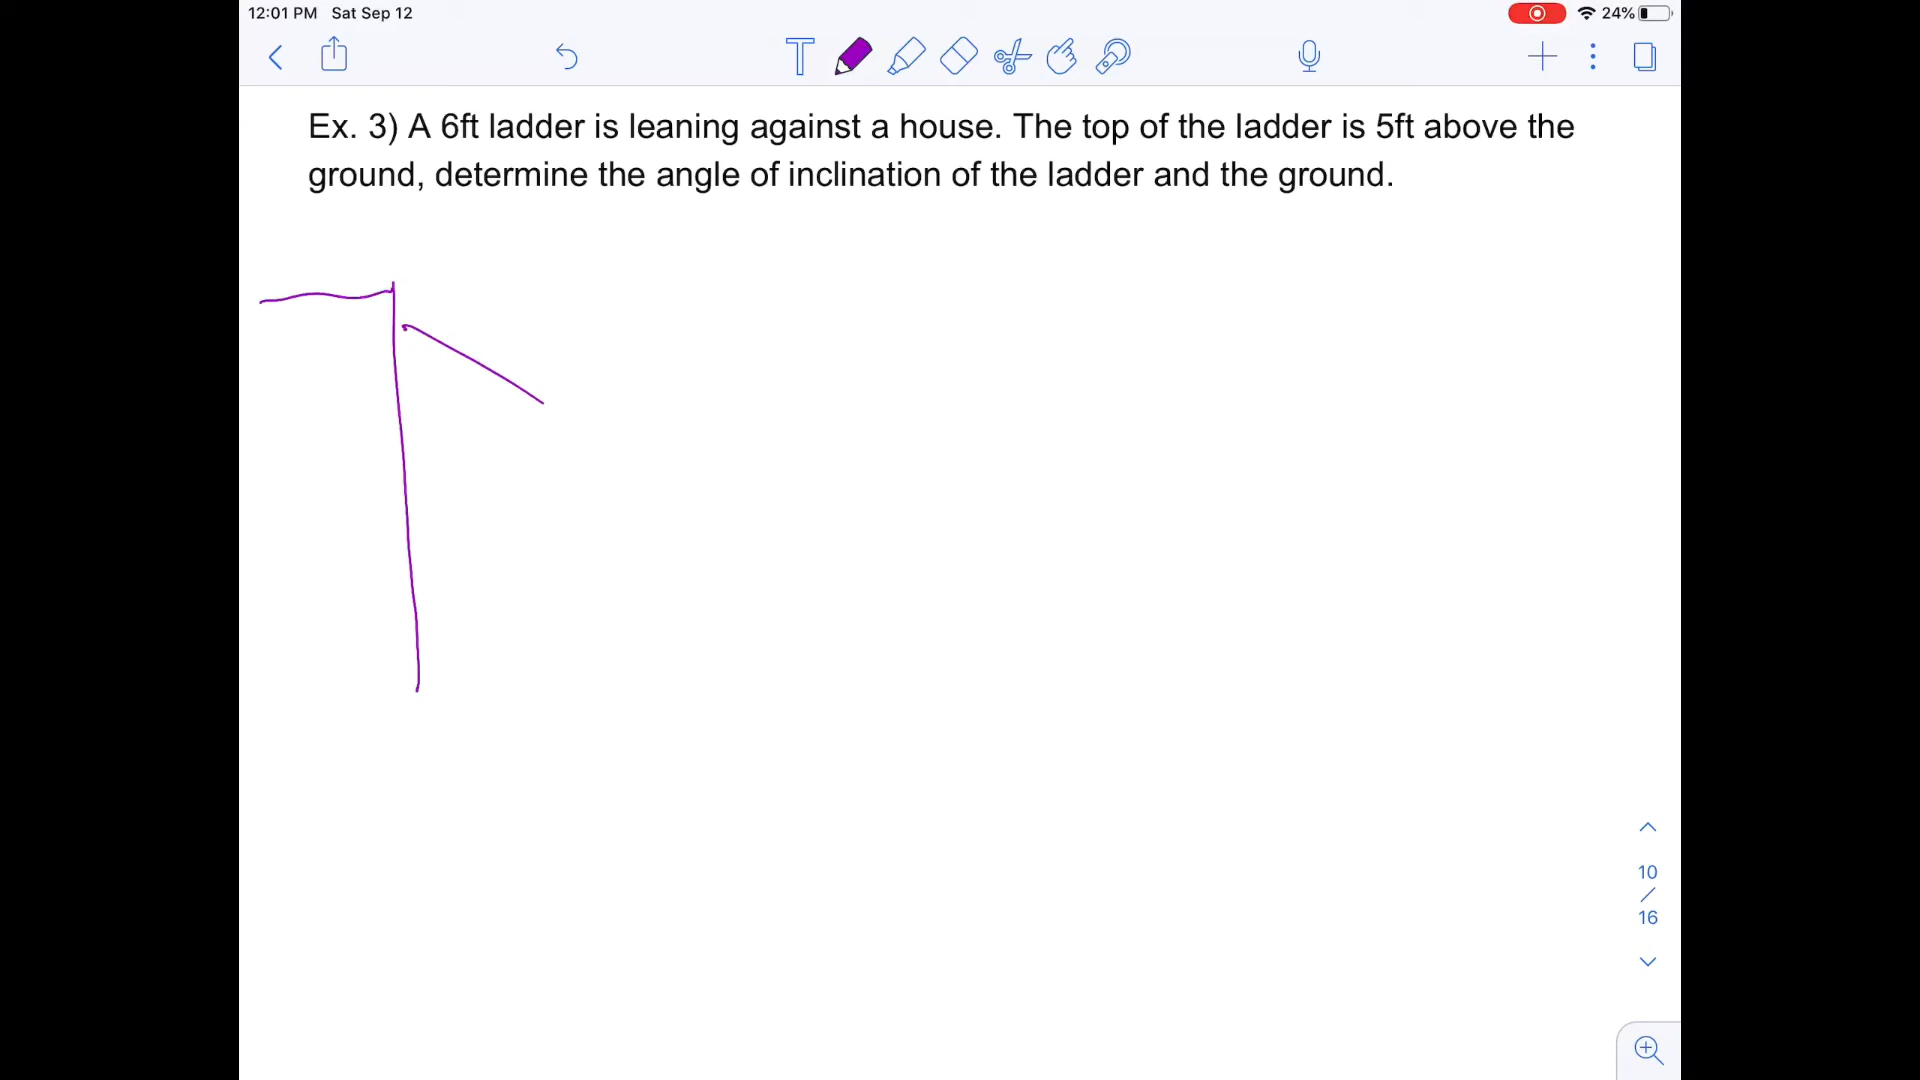 12:01 PM Sat Sep 12
24%
T
Ex. 3) A 6ft ladder is leaning against a house. The top of the ladder is 5ft above the
ground, determine the angle of inclination of the ladder and the ground.
10
/
16